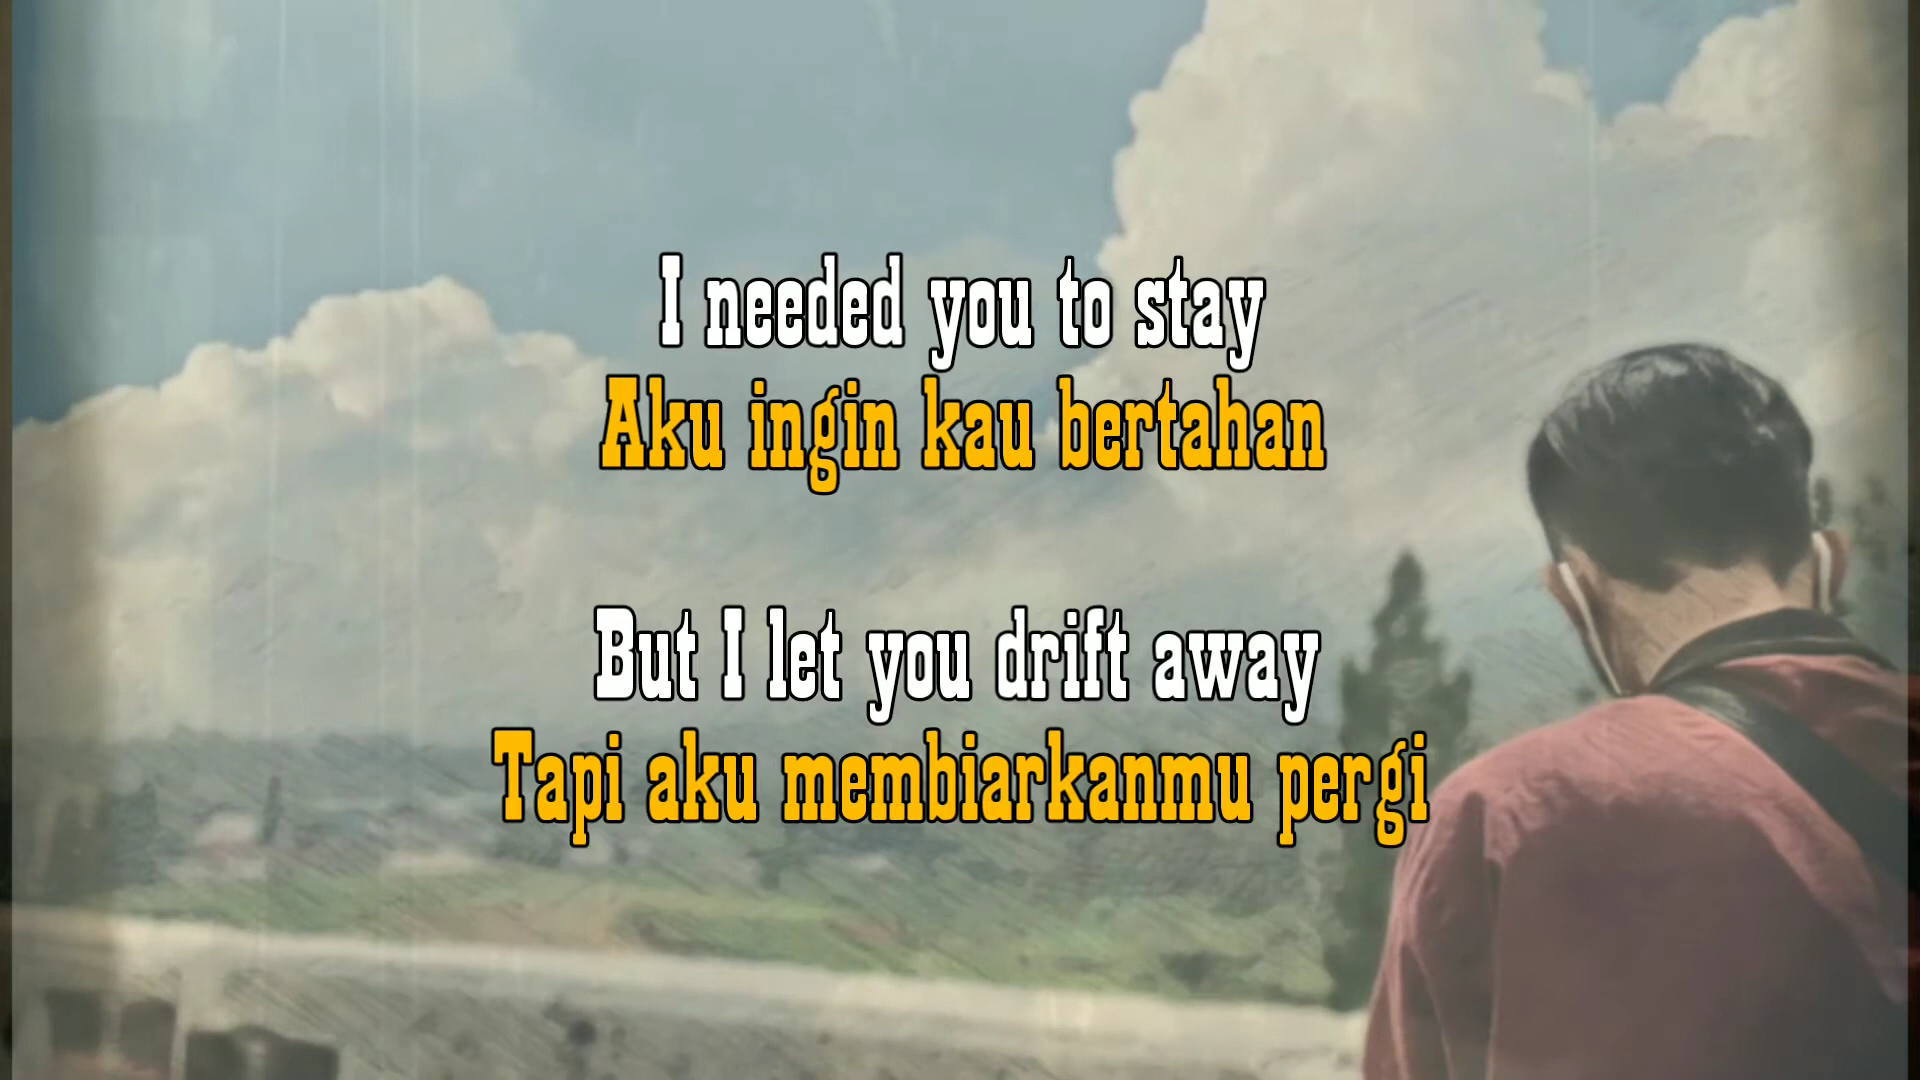 I needed you to stay
Aku ingin kau bertahan
But I let you drift away
Tapi aku membiarkanmu pergi